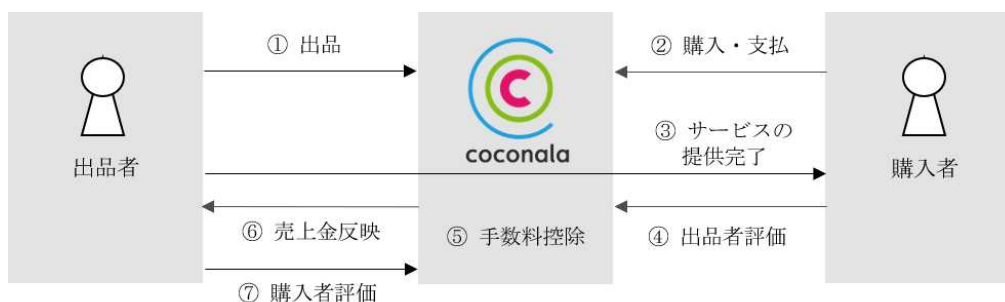 ① 出品
② 購入・支払
coconala
③ サービスの
提供完了
出品者
購入者
⑥ 売上金反映
⑤ 手数料控除
④ 出品者評価
⑦ 購入者評価